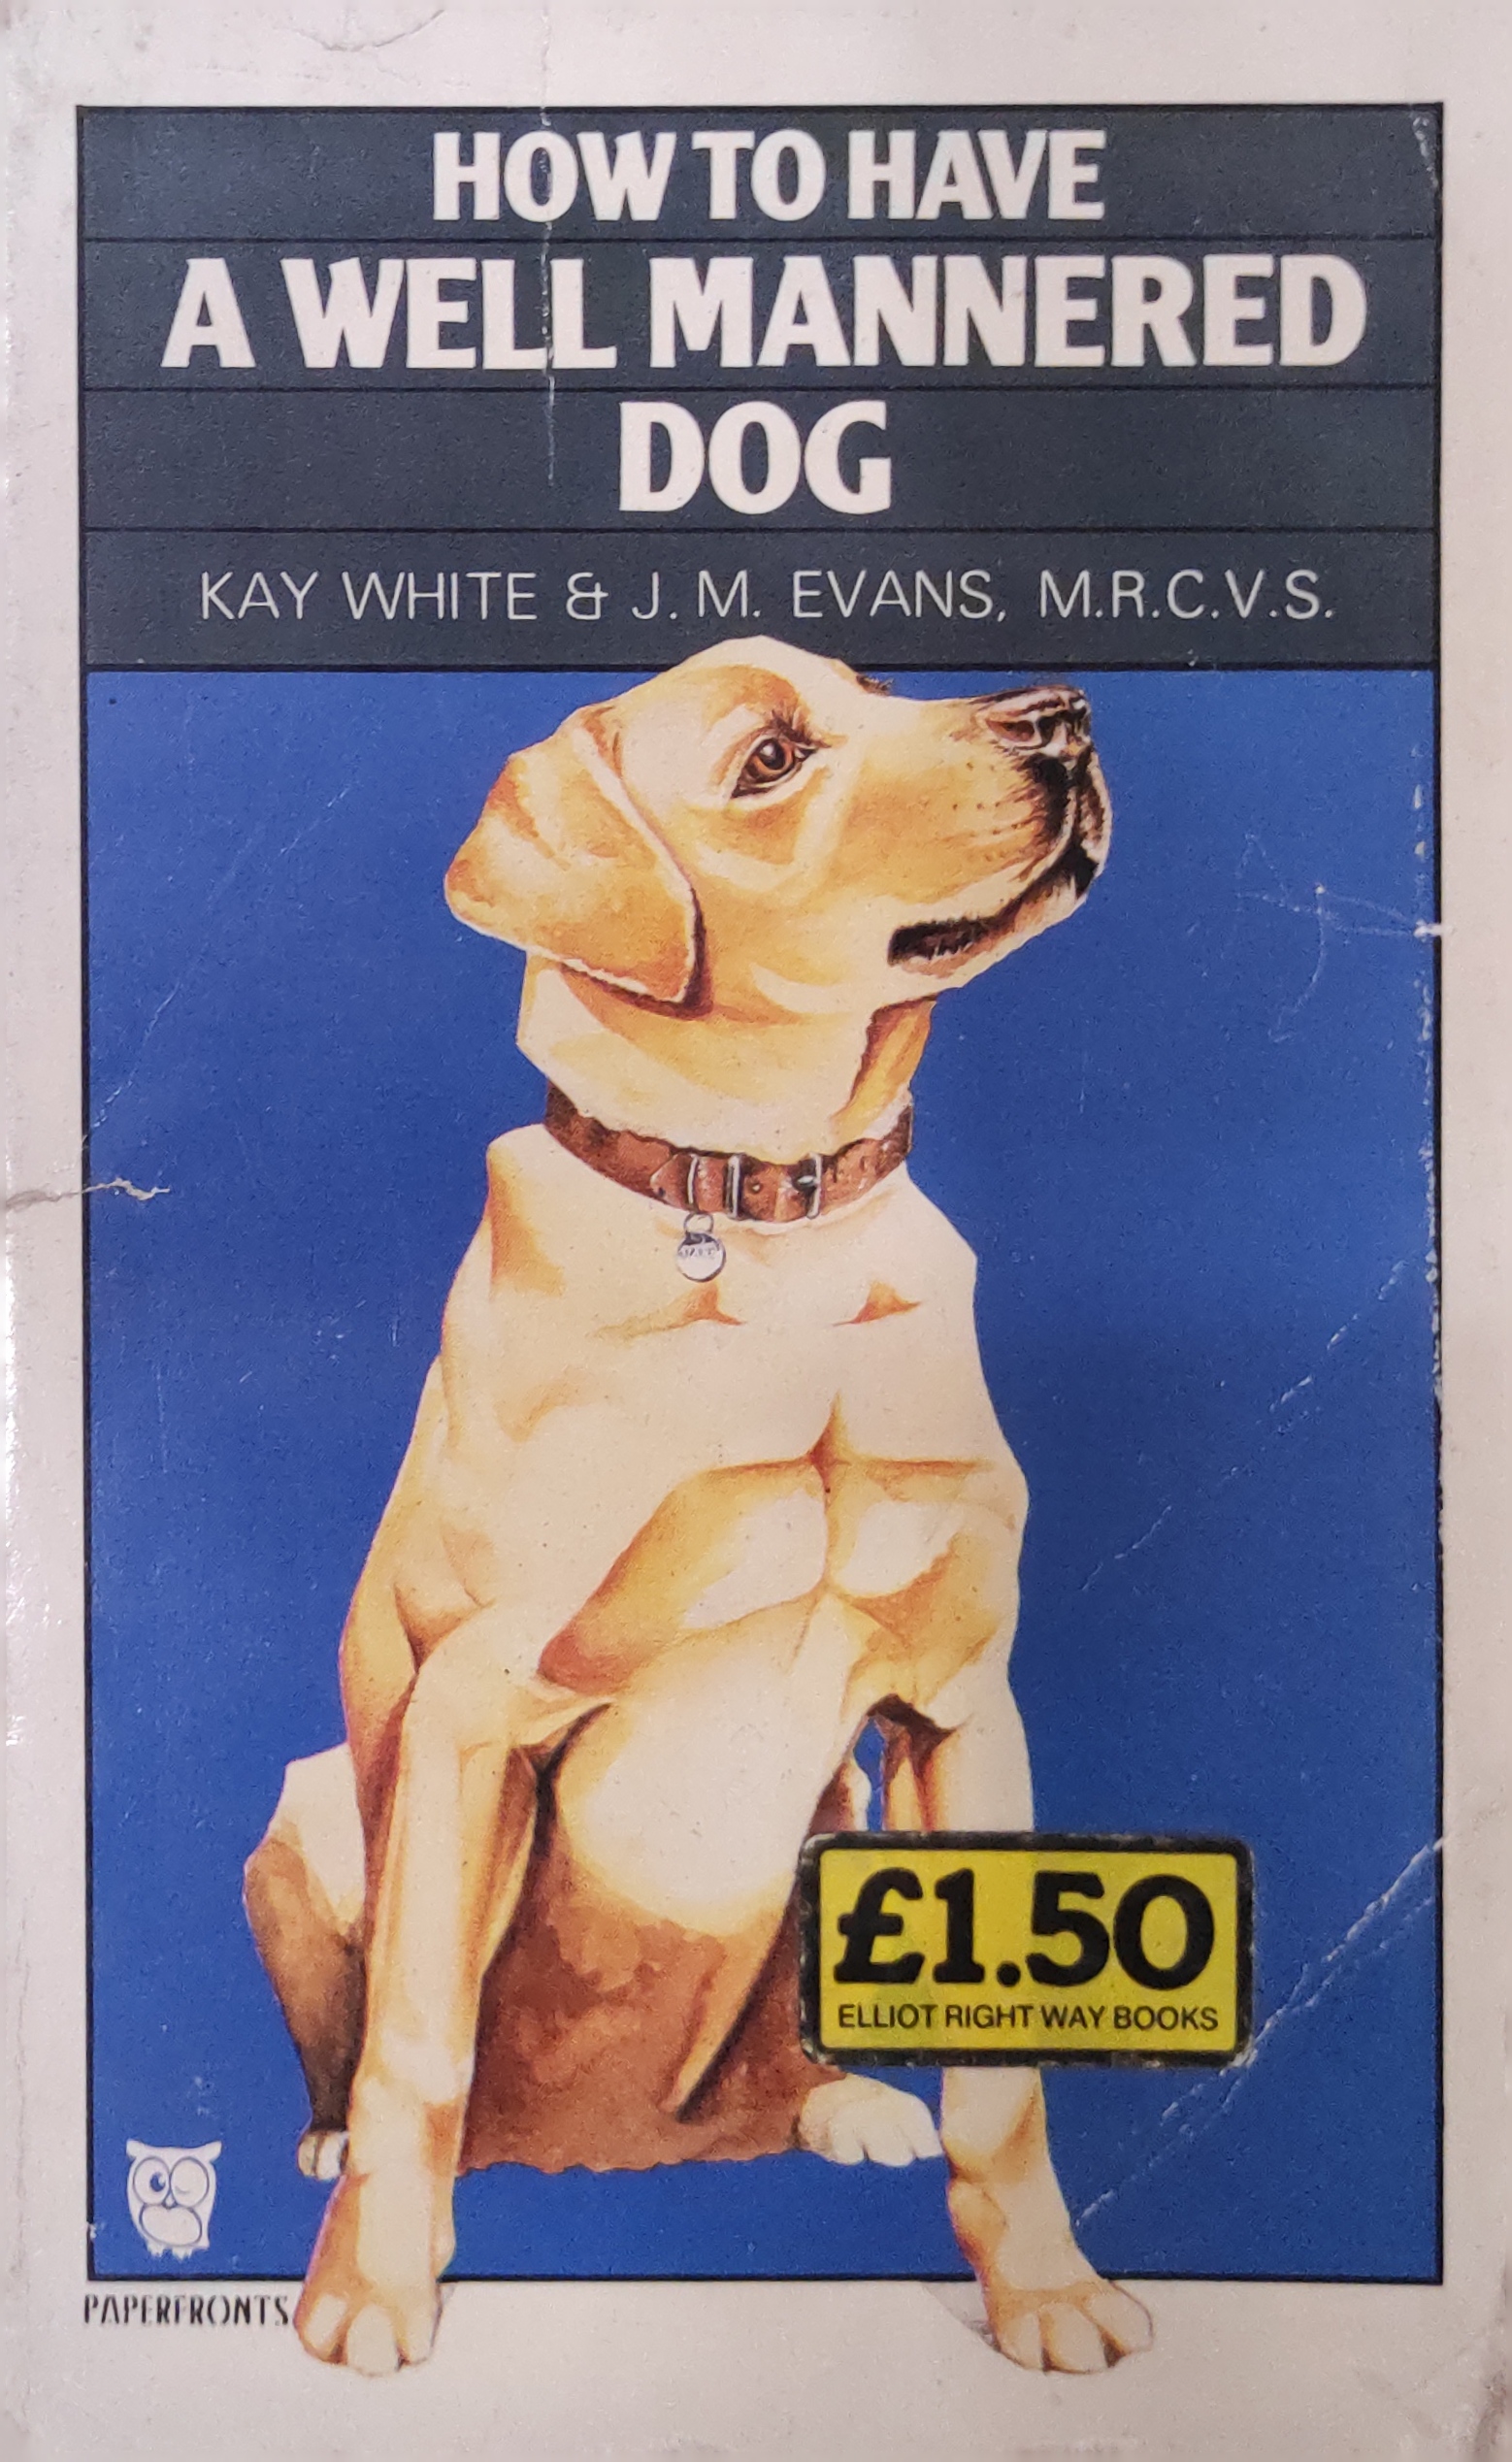 HOW TO HAVE
A WELL MANNERED
DOG
KAY WHITE & J. M. EVANS, M.R.C.V.S.
£1.50
ELLIOT RIGHT WAY BOOKS
PAPERFRONTS